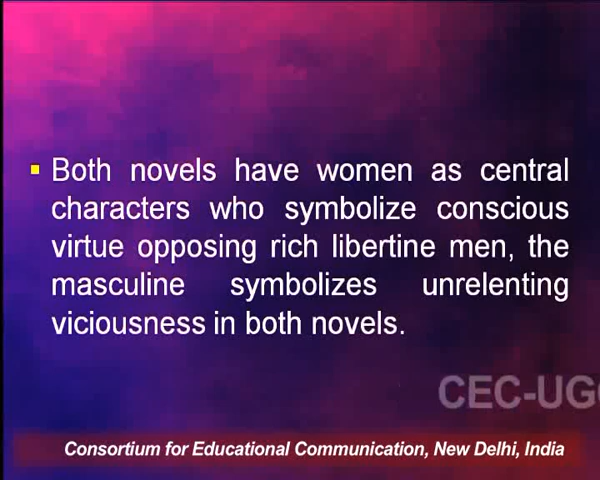 Both novels have women as central
characters who symbolize conscious
virtue opposing rich libertine men, the
masculine symbolizes unrelenting
viciousness in both novels.
CEC-UG
Consortium for Educational Communication, New Delhi, India